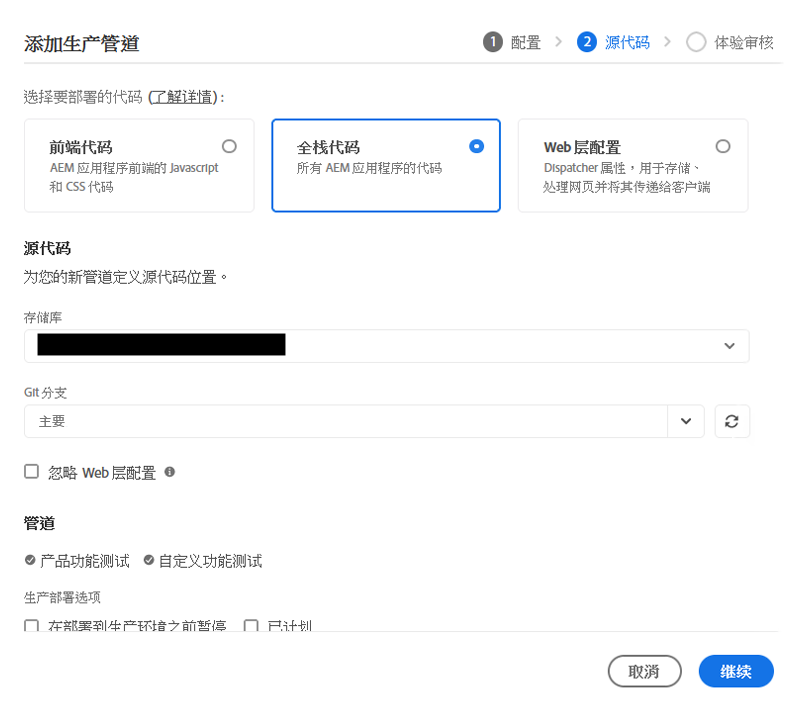 添加生产管道
1 配置 > 2 源代码 > 体验审核
选择要部署的代码 (了解详情) :
前端代码
AEM 应用程序前端的 Javascript
和 CSS 代码
全栈代码
所有 AEM 应用程序的代码
Web 层配置
Dispatcher 属性，用于存储、
处理网页并将其传递给客户端
源代码
为您的新管道定义源代码位置。
存储库
Git 分支
主要
忽略 Web 层配置
管道
产品功能测试 自定义功能测试
生产部署选项
在部署到生产环境之前暂停 已计划
取消 继续